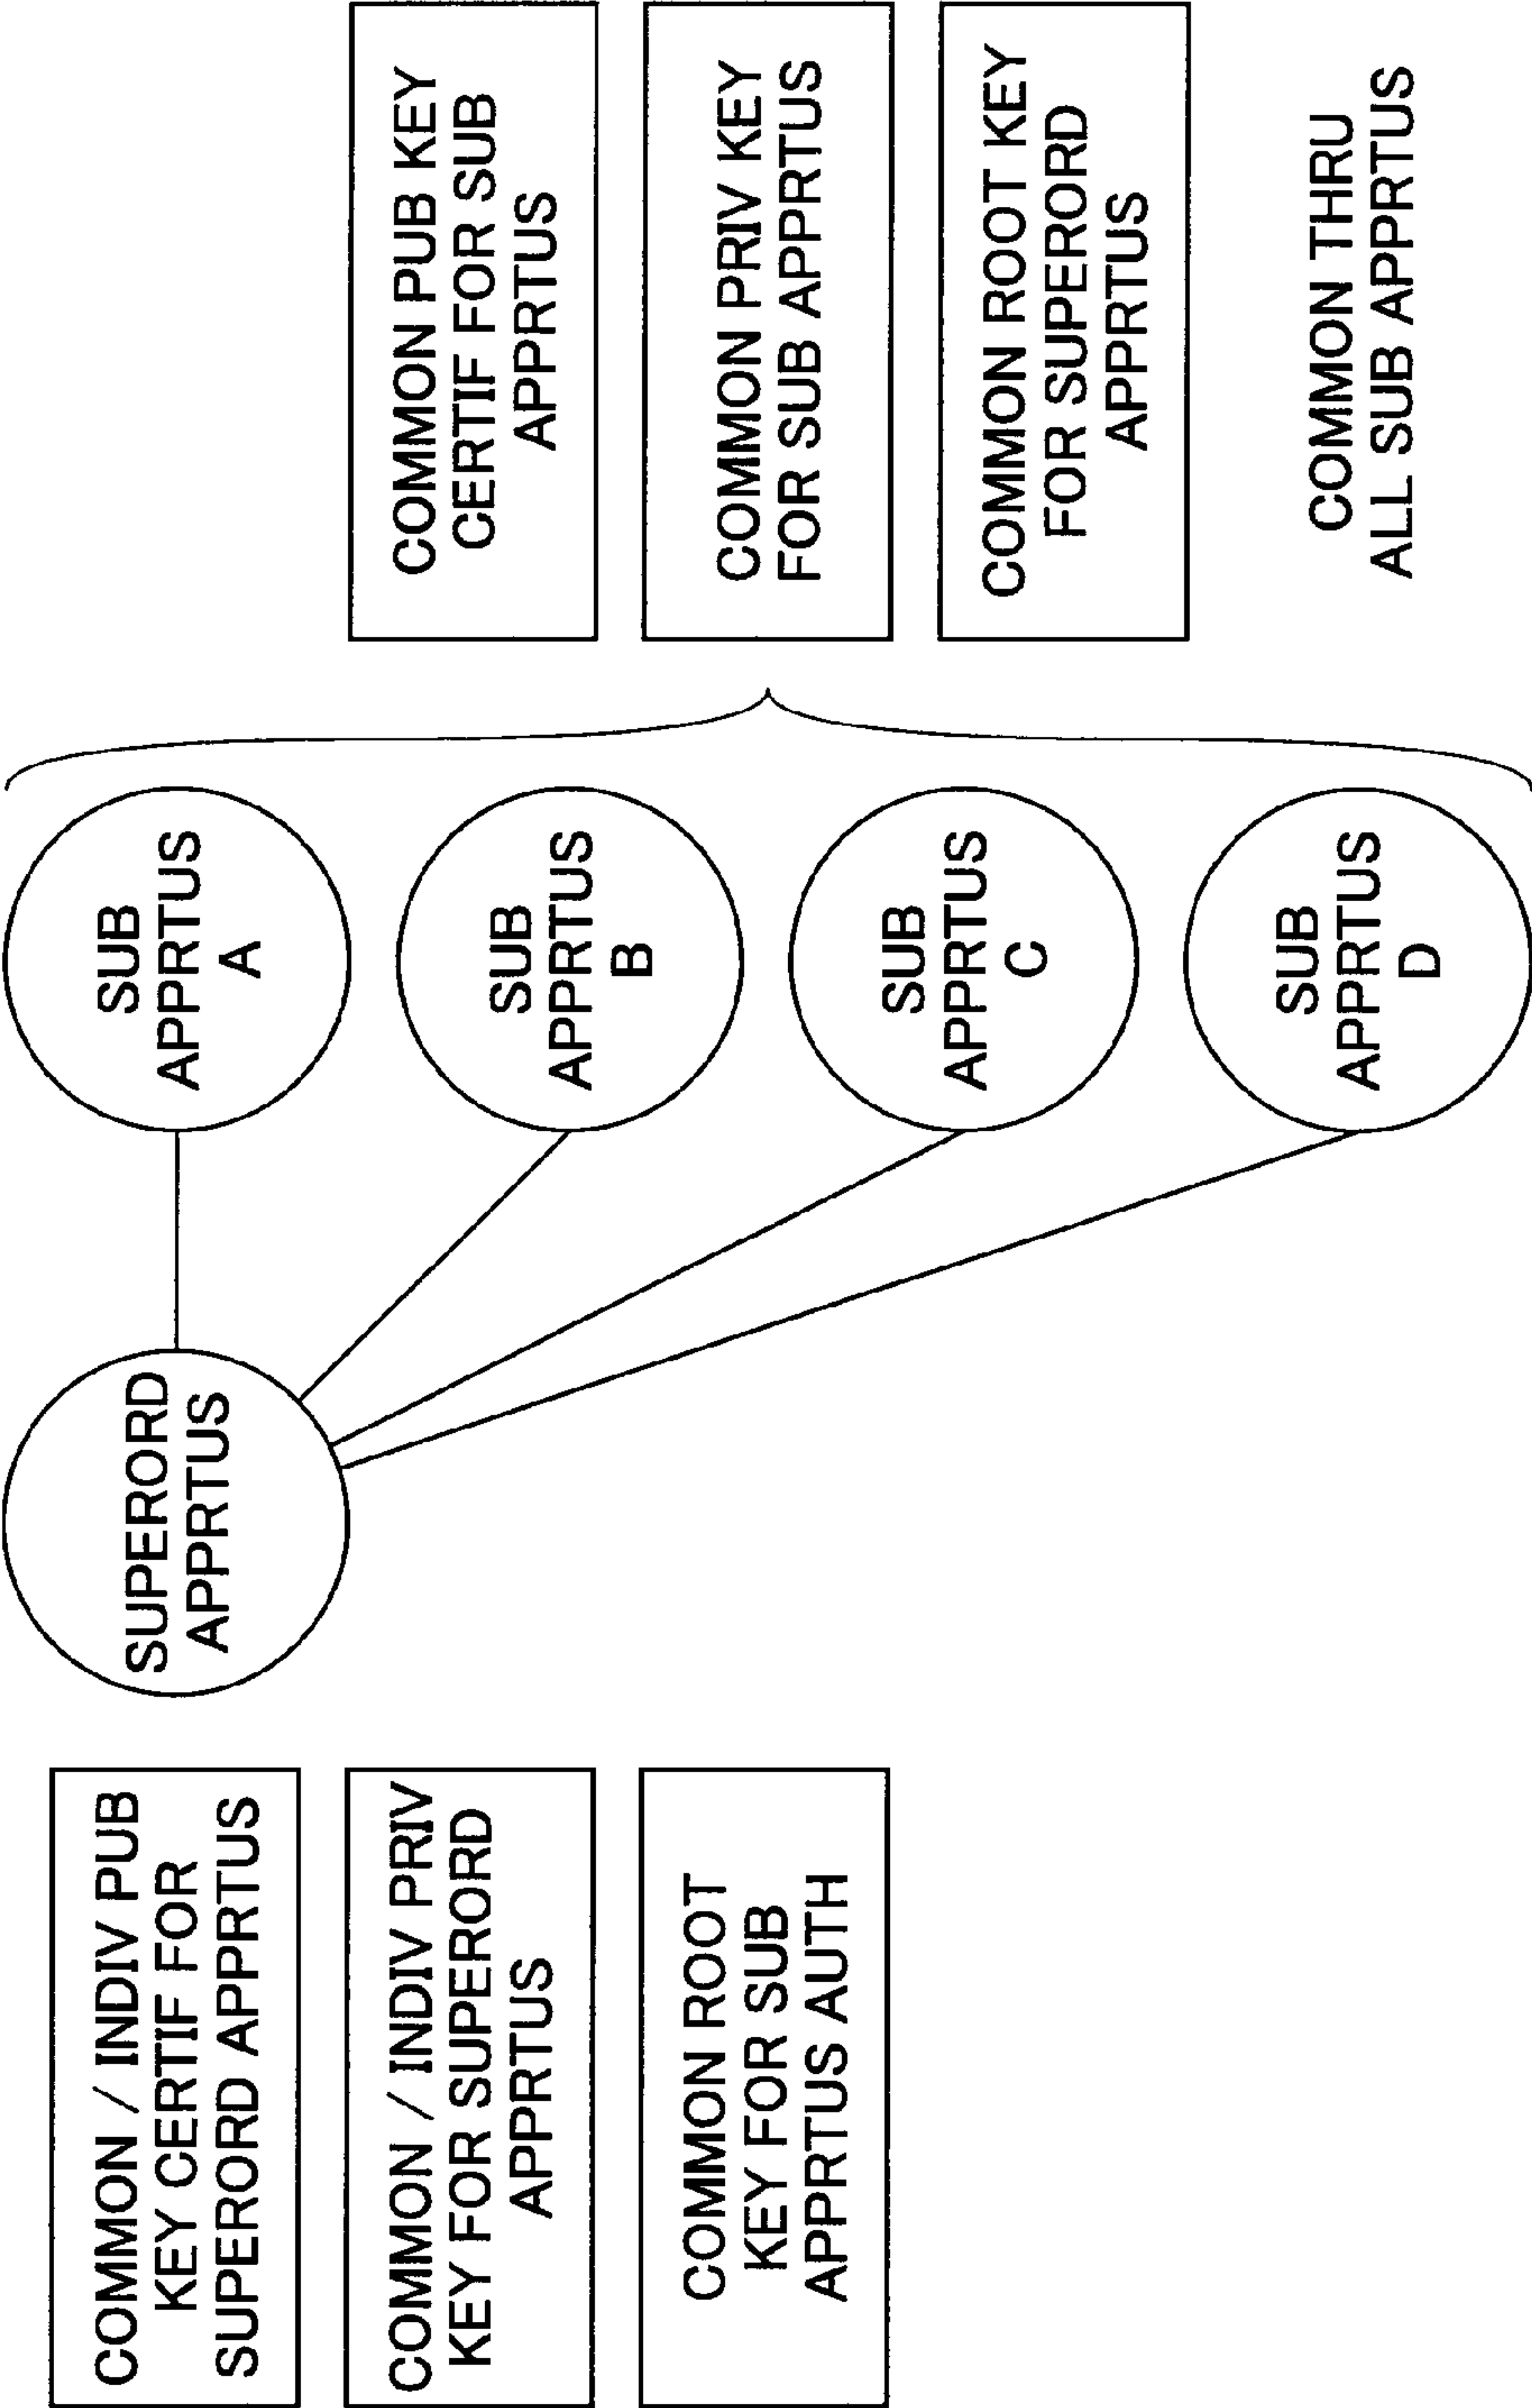 COMMON / INDIV PUB
KEY CERTIF FOR
SUPERORD APPRTUS
COMMON / INDIV PRIV
KEY FOR SUPERORD
APPRTUS
COMMON ROOT
KEY FOR SUB
APPRTUS AUTH
SUPERORD
APPRTUS
SUB
APPRTUS
A
SUB
APPRTUS
B
SUB
APPRTUS
C
SUB
APPRTUS
D
COMMON PUB KEY
CERTIF FOR SUB
APPRTUS
COMMON PRIV KEY
FOR SUB APPRTUS
COMMON ROOT KEY
FOR SUPERORD
APPRTUS
COMMON THRU
ALL SUB APPRTUS